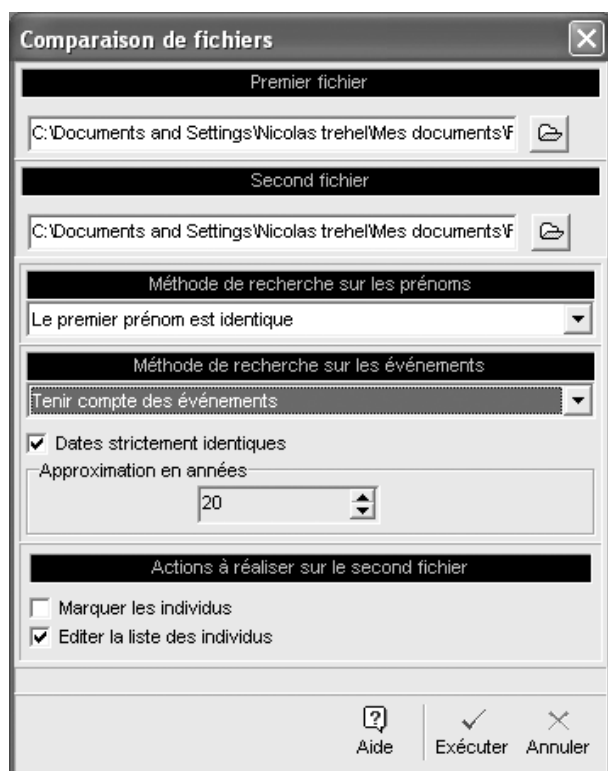 Comparaison de fichiers
Premier fichier
C:\Documents and Settings\Nicolas trehel\Mes documents\F
Second fichier
C:\Documents and Settings\Nicolas trehel\Mes documents\F
Méthode de recherche sur les prénoms
Le premier prénom est identique
Méthode de recherche sur les événements
Tenir compte des événements
Dates strictement identiques
Approximation en années
20
Actions à réaliser sur le second fichier
Marquer les individus
Editer la liste des individus
Aide Exécuter Annuler